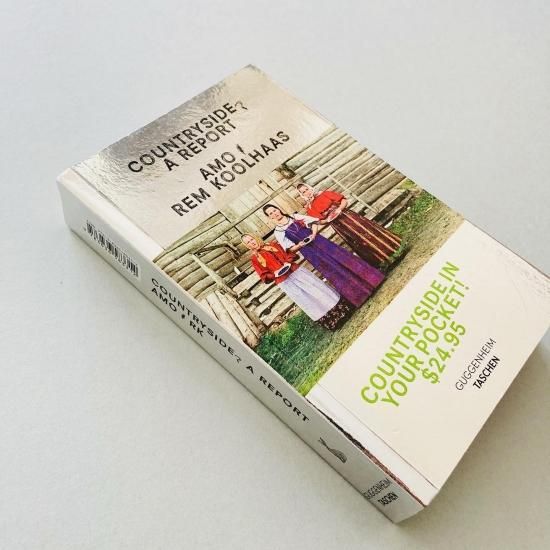 COUNTRYSIDE?
A REPORT
AMO /
REM KOOLHAAS
COUNTRYSIDE IN
YOUR POCKET!
$24.95
GUGGENHEIM
TASCHEN
COUNTRYSIDE? A REPORT
AMO / RK
GUGGENHEIM
TASCHEN